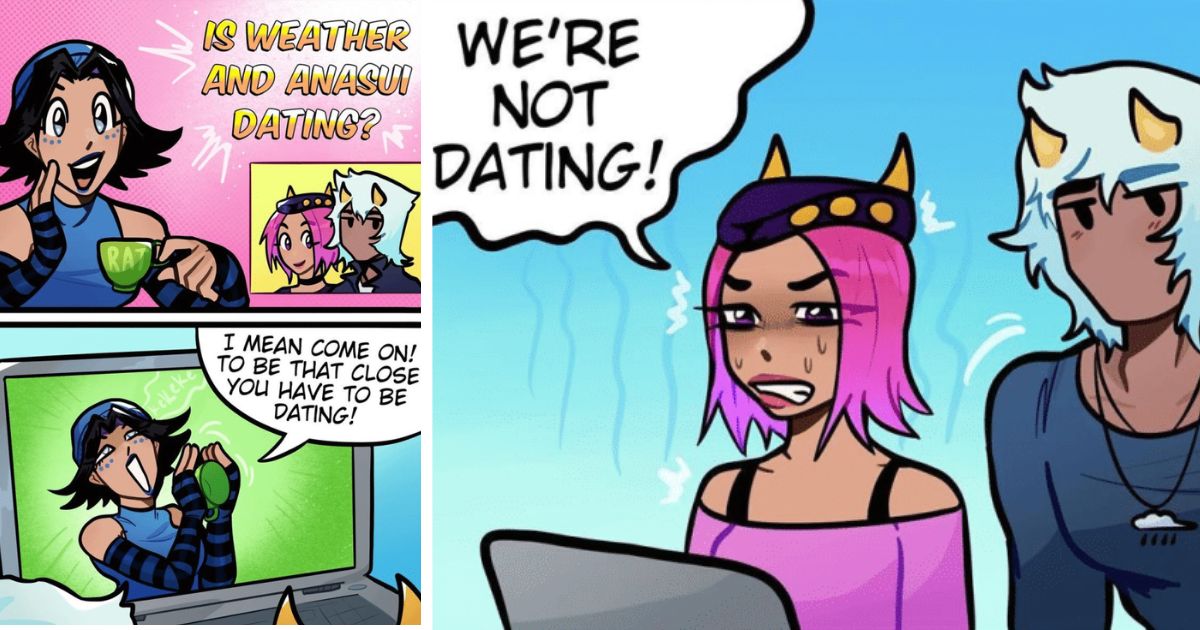 IS WEATHER
AND ANASUI
DATING?
RAT
I MEAN COME ON!
TO BE THAT CLOSE
YOU HAVE TO BE
DATING!
WE'RE
NOT
DATING!